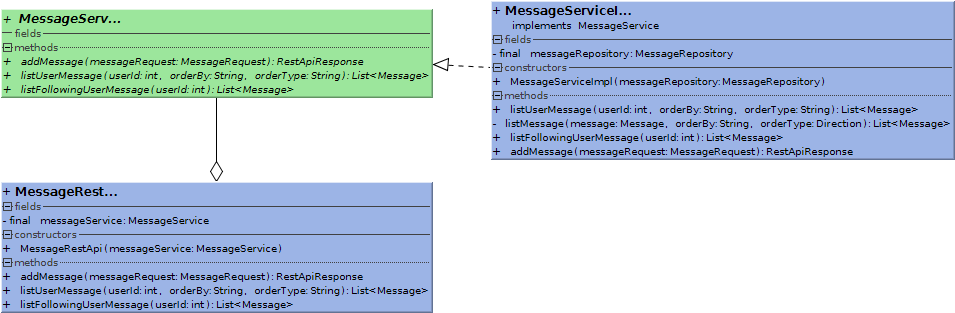 + MessageServ...
fields
methods
+ addMessage(messageRequest:MessageRequest):RestApiResponse
+ listUserMessage(userId:int, orderBy:String, orderType:String):List<Message>
+ listFollowingUserMessage(userId:int):List<Message>
+ MessageServiceI...
implements MessageService
fields
- final messageRepository:MessageRepository
constructors
+ MessageServiceImpl(messageRepository:MessageRepository)
methods
+ listUserMessage(userId:int, orderBy:String, orderType:String):List<Message>
- listMessage(message:Message, orderBy:String, orderType:Direction):List<Message>
+ listFollowingUserMessage(userId:int):List<Message>
+ addMessage(messageRequest:MessageRequest):RestApiResponse
+ MessageRest...
fields
- final messageService:MessageService
constructors
+ MessageRestApi(messageService:MessageService)
methods
+ addMessage(messageRequest:MessageRequest):RestApiResponse
+ listUserMessage(userId:int, orderBy:String, orderType:String):List<Message>
+ listFollowingUserMessage(userId:int):List<Message>